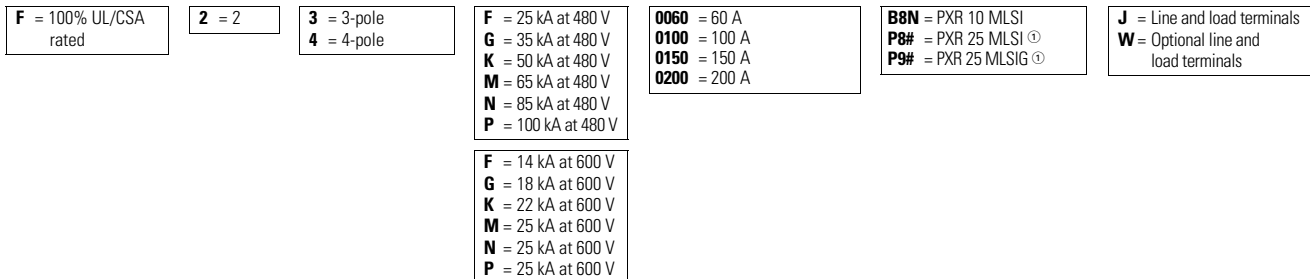 F = 100% UL/CSA
rated
2 = 2
3 = 3-pole
4 = 4-pole
F = 25 kA at 480 V
G = 35 kA at 480 V
K = 50 kA at 480 V
M = 65 kA at 480 V
N = 85 kA at 480 V
P = 100 kA at 480 V
F = 14 kA at 600 V
G = 18 kA at 600 V
K = 22 kA at 600 V
M = 25 kA at 600 V
N = 25 kA at 600 V
P = 25 kA at 600 V
0060 = 60 A
0100 = 100 A
0150 = 150 A
0200 = 200 A
B8N = PXR 10 MLSI
P8# = PXR 25 MLSI ①
P9# = PXR 25 MLSIG ①
J = Line and load terminals
W = Optional line and
load terminals